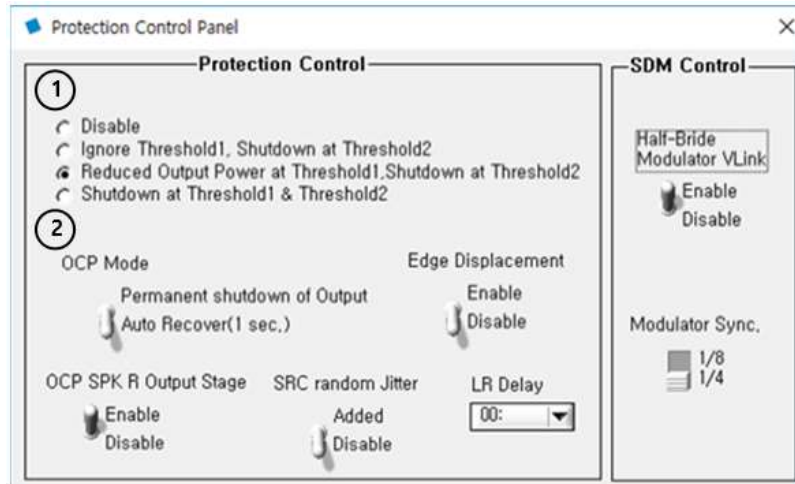 Protection Control Panel
Protection Control
1
Disable
Ignore Threshold1, Shutdown at Threshold2
Reduced Output Power at Threshold1,Shutdown at Threshold2
Shutdown at Threshold1 & Threshold2
2
OCP Mode
Permanent shutdown of Output
Auto Recover(1 sec,)
Edge Displacement
Enable
Disable
OCP SPK R Output Stage
Enable
Disable
SRC random Jitter
Added
Disable
LR Delay
00:
SDM Control
Half-Bride
Modulator VLink
Enable
Disable
Modulator Sync,
1/8
1/4